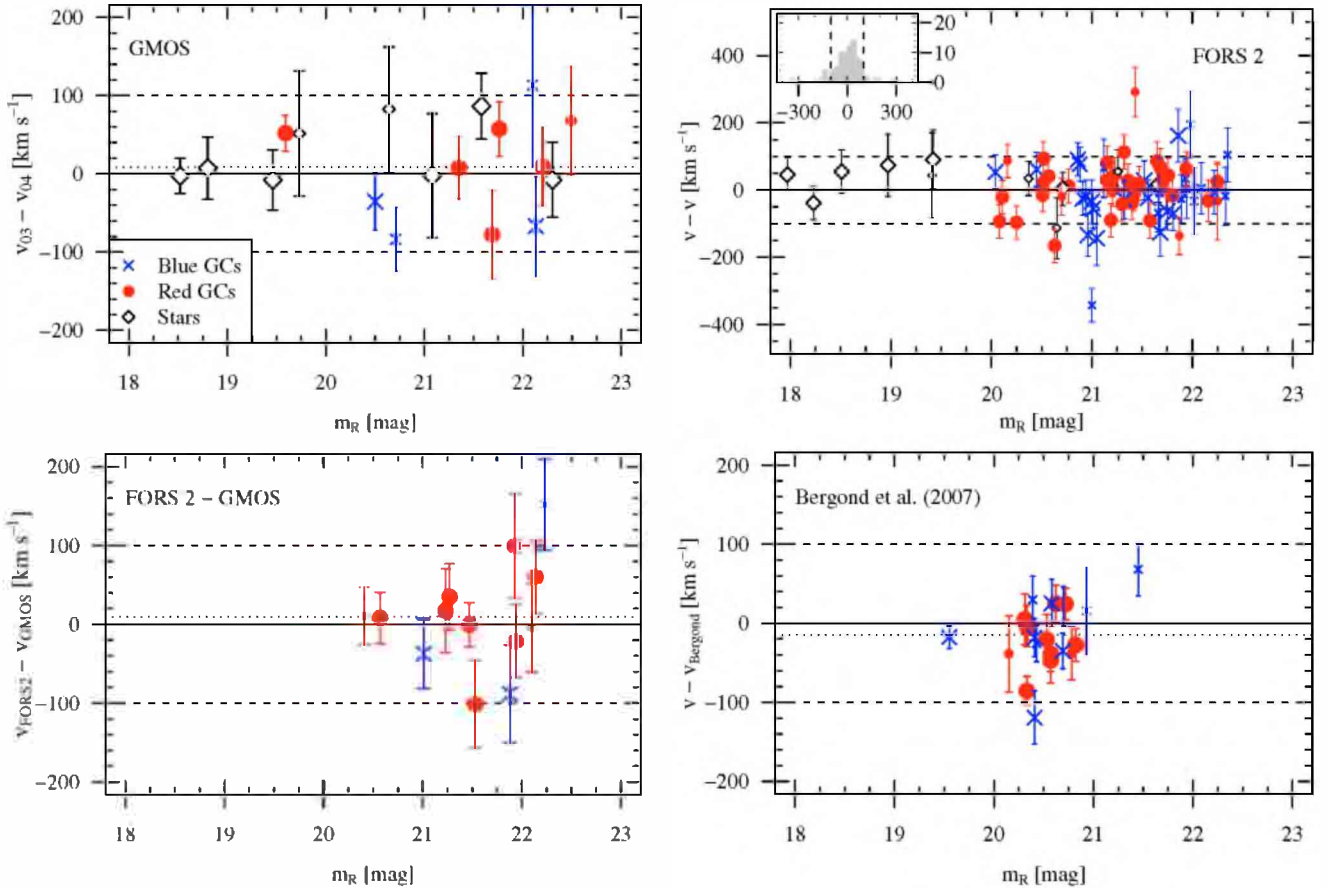 GMOS
200
100
0
−100
−200
v03 − v04 [km s−1]
Blue GCs
Red GCs
Stars
18 19 20 21 22 23
mR [mag]
FORS 2
20
10
0
−300 0 300
400
200
0
−200
−400
v − v [km s−1]
18 19 20 21 22 23
mR [mag]
FORS 2 − GMOS
200
100
0
−100
−200
vFORS2 − vGMOS [km s−1]
18 19 20 21 22 23
mR [mag]
Bergond et al. (2007)
200
100
0
−100
−200
v − vBergond [km s−1]
18 19 20 21 22 23
mR [mag]